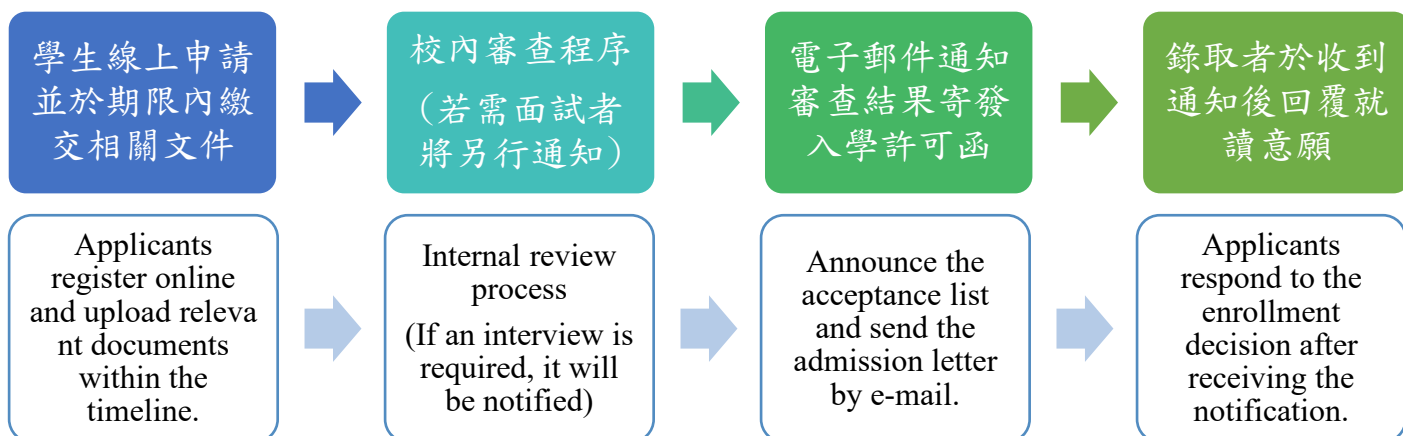 學生線上申請
並於期限內繳
交相關文件
校內審查程序
(若需面試者
將另行通知)
電子郵件通知
審查結果寄發
入學許可函
錄取者於收到
通知後回覆就
讀意願
Applicants
register online
and upload releva
nt documents
within the
timeline.
Internal review
process
(If an interview is
required, it will
be notified)
Announce the
acceptance list
and send the
admission letter
by e-mail.
Applicants
respond to the
enrollment
decision after
receiving the
notification.